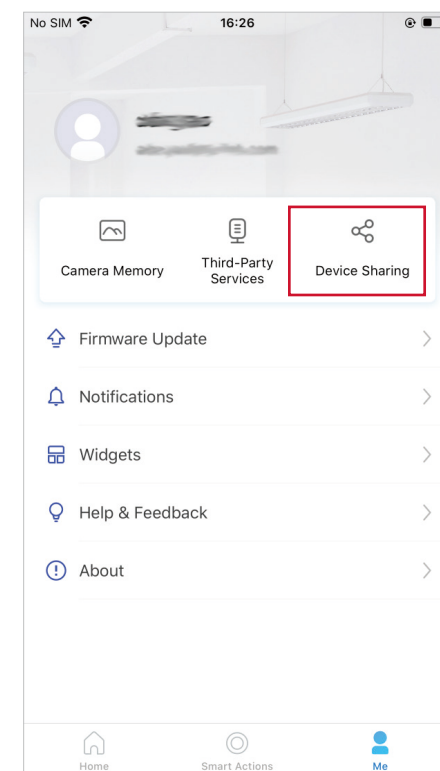 No SIM 16:26
Camera Memory
Third-Party
Services
Device Sharing
Firmware Update
Notifications
Widgets
Help & Feedback
About
Home Smart Actions Me